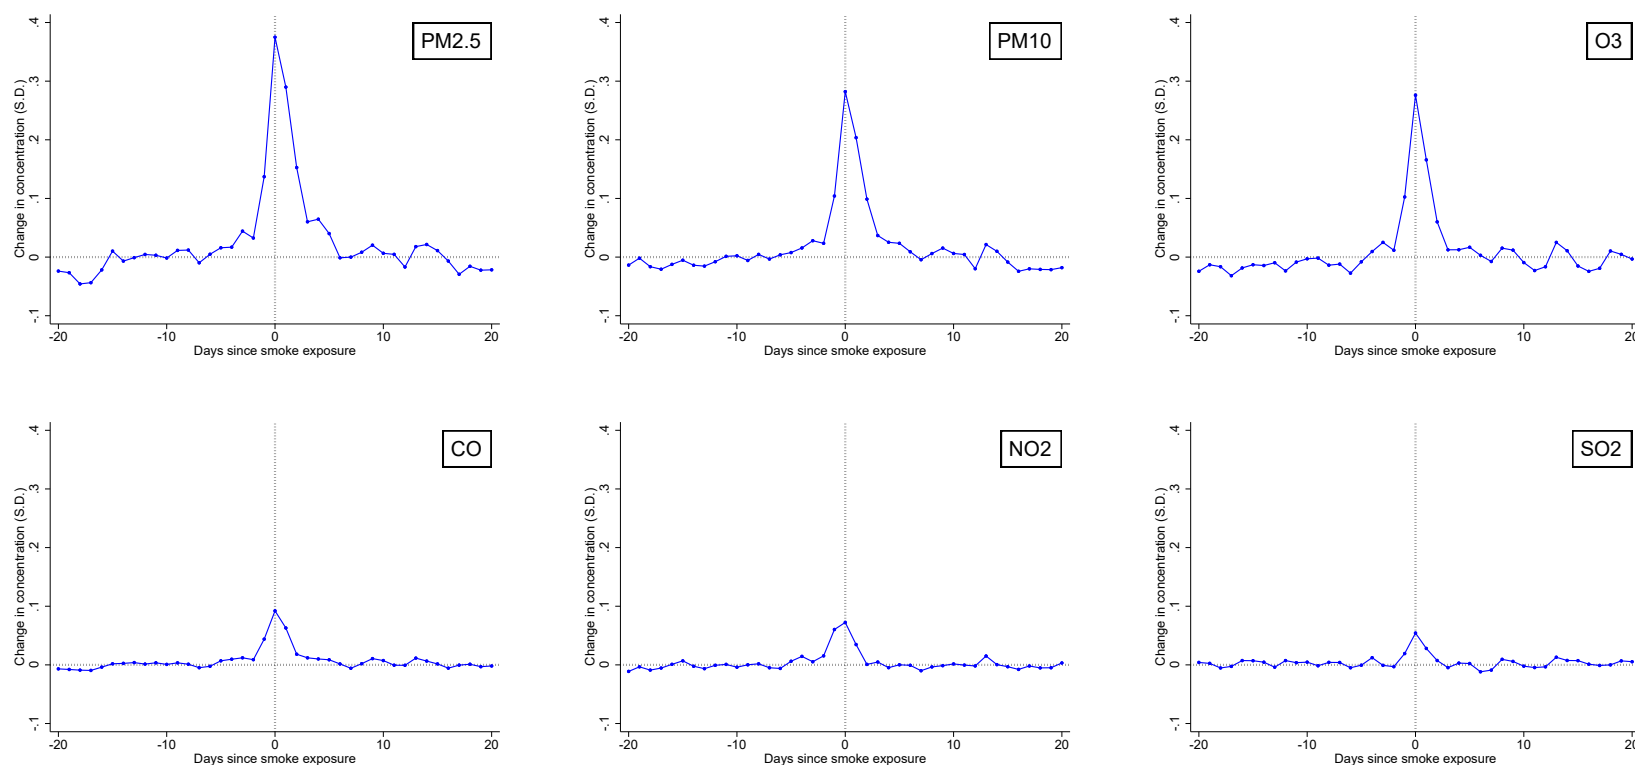 PM2.5
Change in concentration (S.D.)
.4
.3
.2
.1
0
-.1
-20 -10 0 10 20
Days since smoke exposure
PM10
Change in concentration (S.D.)
.4
.3
.2
.1
0
-.1
-20 -10 0 10 20
Days since smoke exposure
O3
Change in concentration (S.D.)
.4
.3
.2
.1
0
-.1
-20 -10 0 10 20
Days since smoke exposure
CO
Change in concentration (S.D.)
.4
.3
.2
.1
0
-.1
-20 -10 0 10 20
Days since smoke exposure
NO2
Change in concentration (S.D.)
.4
.3
.2
.1
0
-.1
-20 -10 0 10 20
Days since smoke exposure
SO2
Change in concentration (S.D.)
.4
.3
.2
.1
0
-.1
-20 -10 0 10 20
Days since smoke exposure